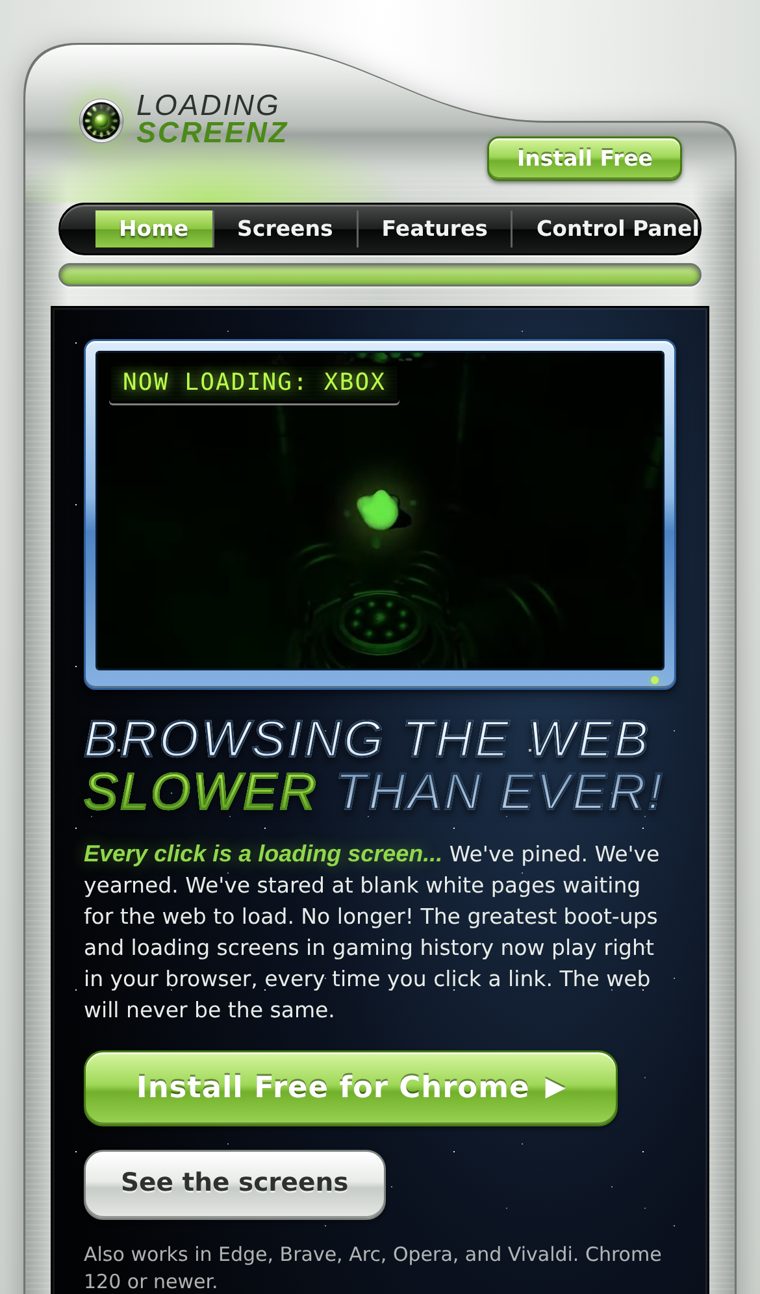 LOADING
SCREENZ
Install Free
Home Screens Features Control Panel
NOW LOADING: XBOX
BROWSING THE WEB
SLOWER THAN EVER!
Every click is a loading screen... We've pined. We've
yearned. We've stared at blank white pages waiting
for the web to load. No longer! The greatest boot-ups
and loading screens in gaming history now play right
in your browser, every time you click a link. The web
will never be the same.
Install Free for Chrome ►
See the screens
Also works in Edge, Brave, Arc, Opera, and Vivaldi. Chrome
120 or newer.